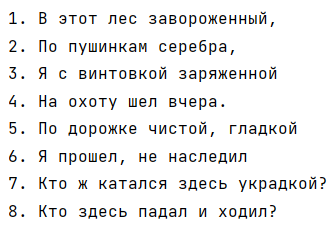 1. В этот лес завороженный,
2. По пушинкам серебра,
3. Я с винтовкой заряженной
4. На охоту шел вчера.
5. По дорожке чистой, гладкой
6. Я прошел, не наследил
7. Кто ж катался здесь украдкой?
8. Кто здесь падал и ходил?